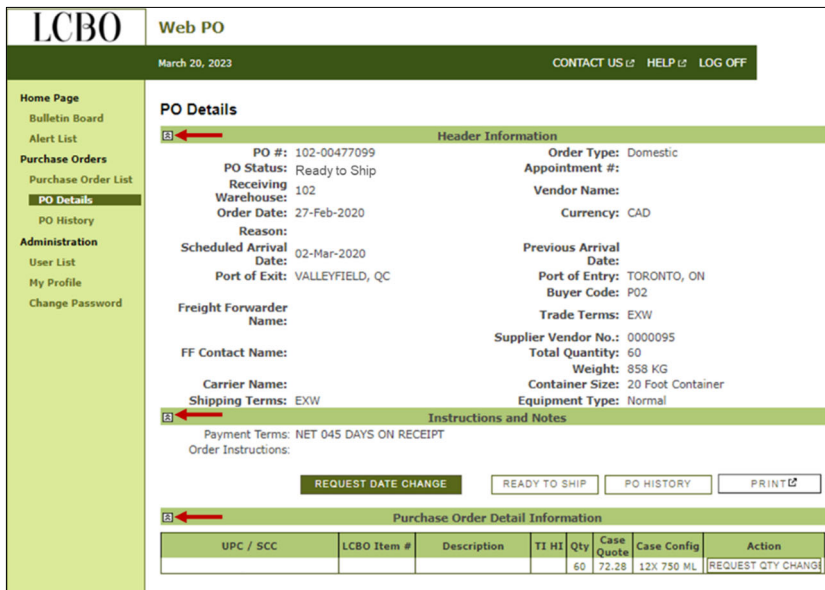 LCBO
Web PO
March 20, 2023
CONTACT US HELP LOG OFF
Home Page
Bulletin Board
Alert List
Purchase Orders
Purchase Order List
PO Details
PO History
Administration
User List
My Profile
Change Password
PO Details
Header Information
PO #: 102-00477099 Order Type: Domestic
PO Status: Ready to Ship Appointment #:
Receiving
Warehouse: 102 Vendor Name:
Order Date: 27-Feb-2020 Currency: CAD
Reason:
Scheduled Arrival Previous Arrival
Date: 02-Mar-2020 Date:
Port of Exit: VALLEYFIELD, QC Port of Entry: TORONTO, ON
Buyer Code: P02
Freight Forwarder
Name: Trade Terms: EXW
Supplier Vendor No.: 0000095
FF Contact Name: Total Quantity: 60
Weight: 858 KG
Carrier Name: Container Size: 20 Foot Container
Shipping Terms: EXW Equipment Type: Normal
Instructions and Notes
Payment Terms: NET 045 DAYS ON RECEIPT
Order Instructions:
REQUEST DATE CHANGE READY TO SHIP PO HISTORY PRINT
Purchase Order Detail Information
UPC / SCC LCBO Item # Description TI HI Qty Case Quote Case Config Action
60 72.28 12X 750 ML REQUEST QTY CHANGE